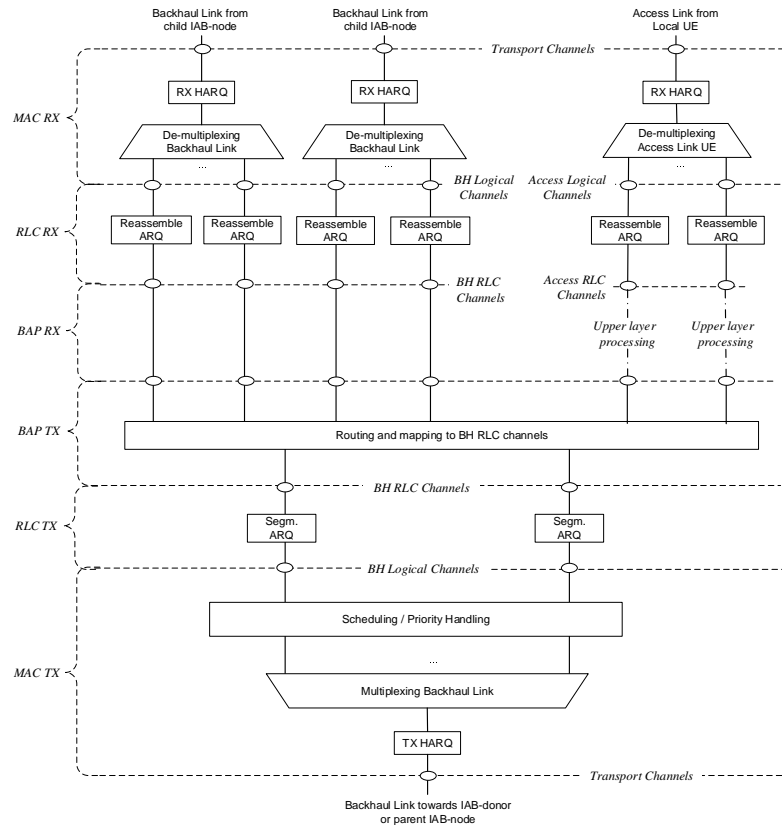 Backhaul Link from
child IAB-node
Backhaul Link from
child IAB-node
Access Link from
Local UE
Transport Channels
RX HARQ
RX HARQ
RX HARQ
MAC RX
De-multiplexing
Backhaul Link
De-multiplexing
Backhaul Link
De-multiplexing
Access Link UE
...
...
...
BH Logical
Channels
Access Logical
Channels
RLC RX
Reassemble
ARQ
Reassemble
ARQ
Reassemble
ARQ
Reassemble
ARQ
Reassemble
ARQ
Reassemble
ARQ
BH RLC
Channels
Access RLC
Channels
BAP RX
Upper layer
processing
Upper layer
processing
BAP TX
Routing and mapping to BH RLC channels
BH RLC Channels
RLC TX
Segm.
ARQ
Segm.
ARQ
BH Logical Channels
Scheduling / Priority Handling
MAC TX
...
Multiplexing Backhaul Link
TX HARQ
Transport Channels
Backhaul Link towards IAB-donor
or parent IAB-node